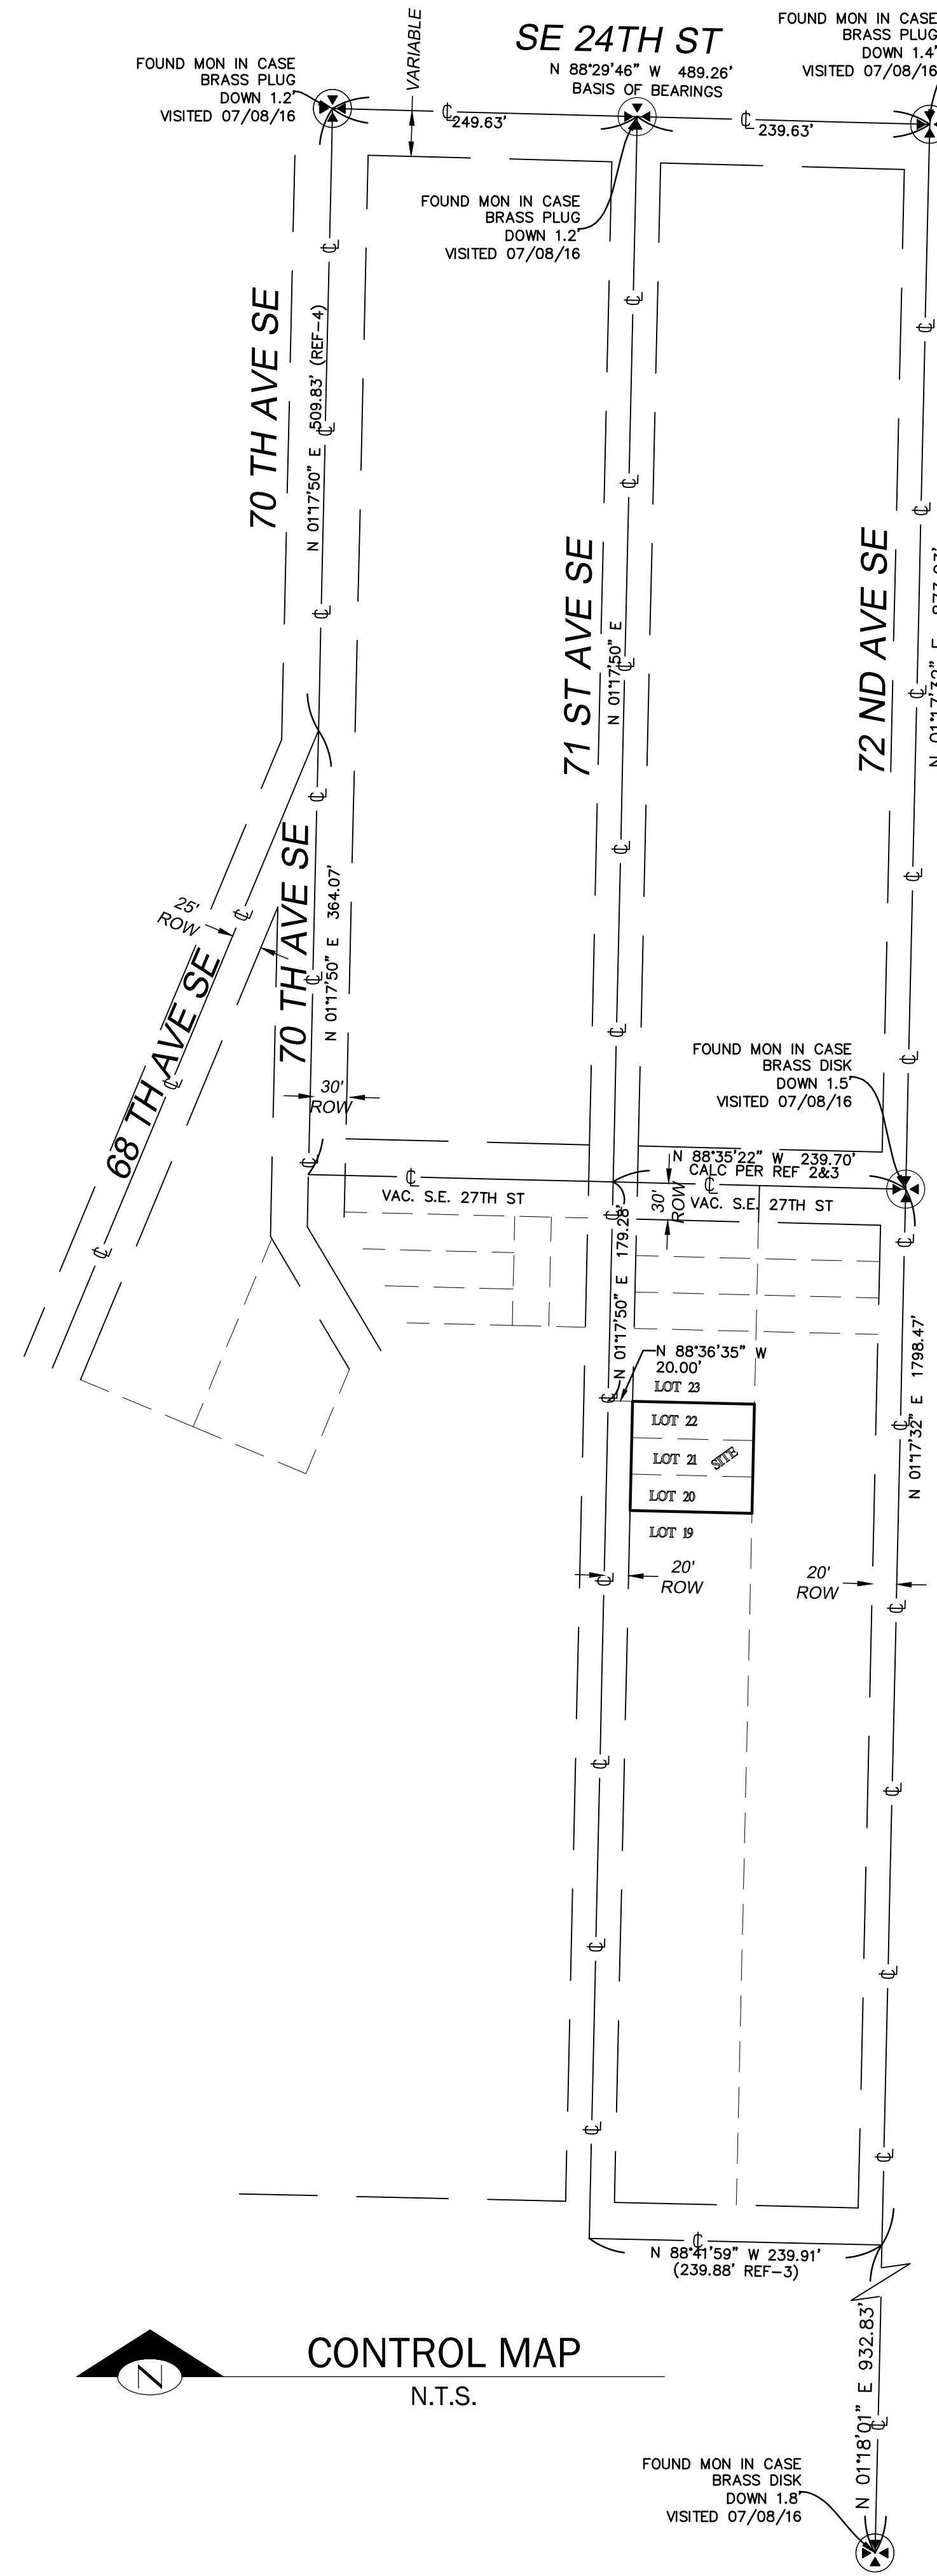 SE 24TH ST
N 88°29'46" W 489.26'
BASIS OF BEARINGS
FOUND MON IN CASE
BRASS PLUG
DOWN 1.4'
VISITED 07/08/16
FOUND MON IN CASE
BRASS PLUG
DOWN 1.2'
VISITED 07/08/16
VARIABLE
249.63'
239.63'
FOUND MON IN CASE
BRASS PLUG
DOWN 1.2'
VISITED 07/08/16
70 TH AVE SE
N 01°17'50" E 509.83' (REF-4)
71 ST AVE SE
N 01°17'50" E
72 ND AVE SE
N 01°17'32" E
25'
ROW
68 TH AVE SE
70 TH AVE SE
N 01°17'50" E 364.07'
30'
ROW
FOUND MON IN CASE
BRASS DISK
DOWN 1.5'
VISITED 07/08/16
N 88°35'22" W 239.70'
CALC PER REF 2&3
VAC. S.E. 27TH ST
VAC. S.E. 27TH ST
30'
ROW
N 01°17'50" E 179.28'
N 88°36'35" W
20.00'
LOT 23
LOT 22
LOT 21
SITE
LOT 20
LOT 19
N 01°17'32" E 1798.47'
20'
ROW
20'
ROW
N 88°41'59" W 239.91'
(239.88' REF-3)
N
CONTROL MAP
N.T.S.
N 01°18'01" E 932.83'
FOUND MON IN CASE
BRASS DISK
DOWN 1.8'
VISITED 07/08/16